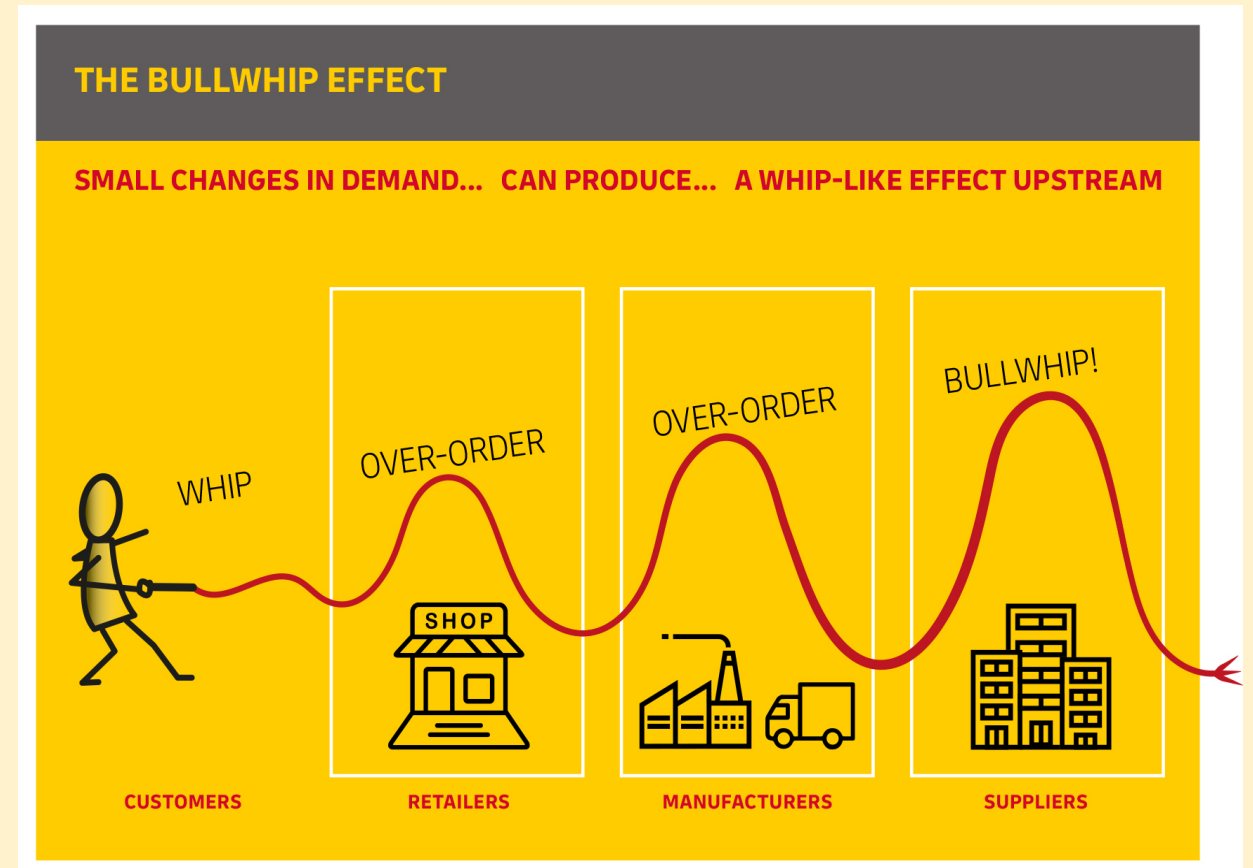 THE BULLWHIP EFFECT
SMALL CHANGES IN DEMAND... CAN PRODUCE... A WHIP-LIKE EFFECT UPSTREAM
WHIP
OVER-ORDER
OVER-ORDER
BULLWHIP!
SHOP
CUSTOMERS
RETAILERS
MANUFACTURERS
SUPPLIERS